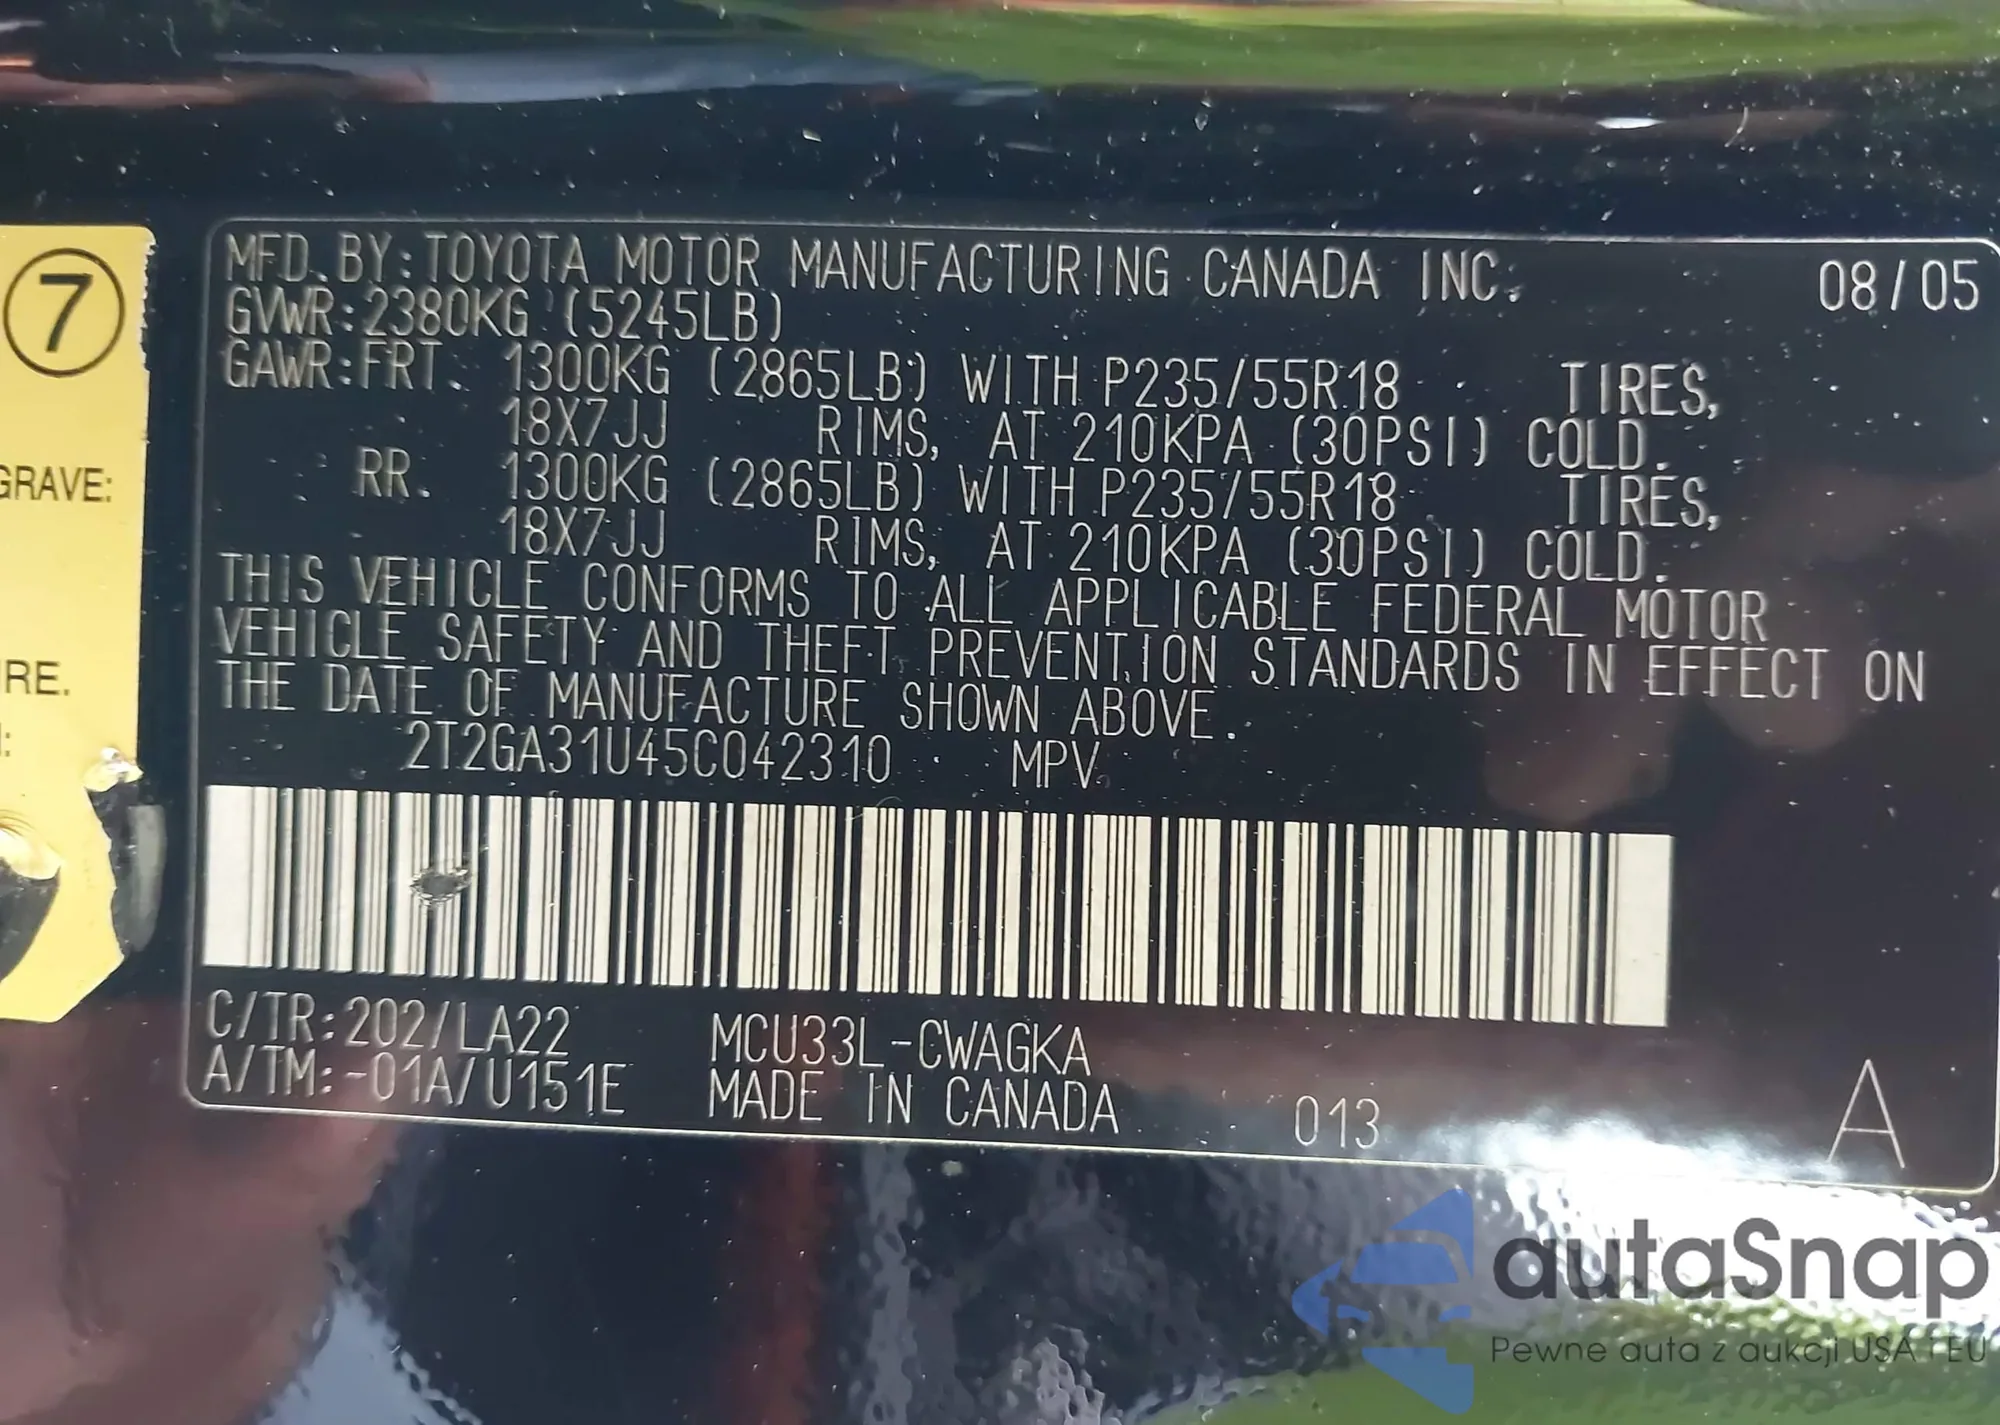 7
GRAVE:
RE.
MFD. BY: TOYOTA MOTOR MANUFACTURING CANADA INC. 08/05
GVWR: 2380KG (5245LB)
GAWR: FRT. 1300KG (2865LB) WITH P235/55R18 TIRES,
18X7JJ RIMS, AT 210KPA (30PSI) COLD.
RR. 1300KG (2865LB) WITH P235/55R18 TIRES,
18X7JJ RIMS, AT 210KPA (30PSI) COLD.
THIS VEHICLE CONFORMS TO ALL APPLICABLE FEDERAL MOTOR
VEHICLE SAFETY AND THEFT PREVENTION STANDARDS IN EFFECT ON
THE DATE OF MANUFACTURE SHOWN ABOVE.
2T2GA31U45C042310 MPV
C/TR: 202/LA22 MCU33L-CWAGKA
A/TM: -01A/U151E MADE IN CANADA 013 A
autaSnap
Pewne auta z aukcji USA i EU